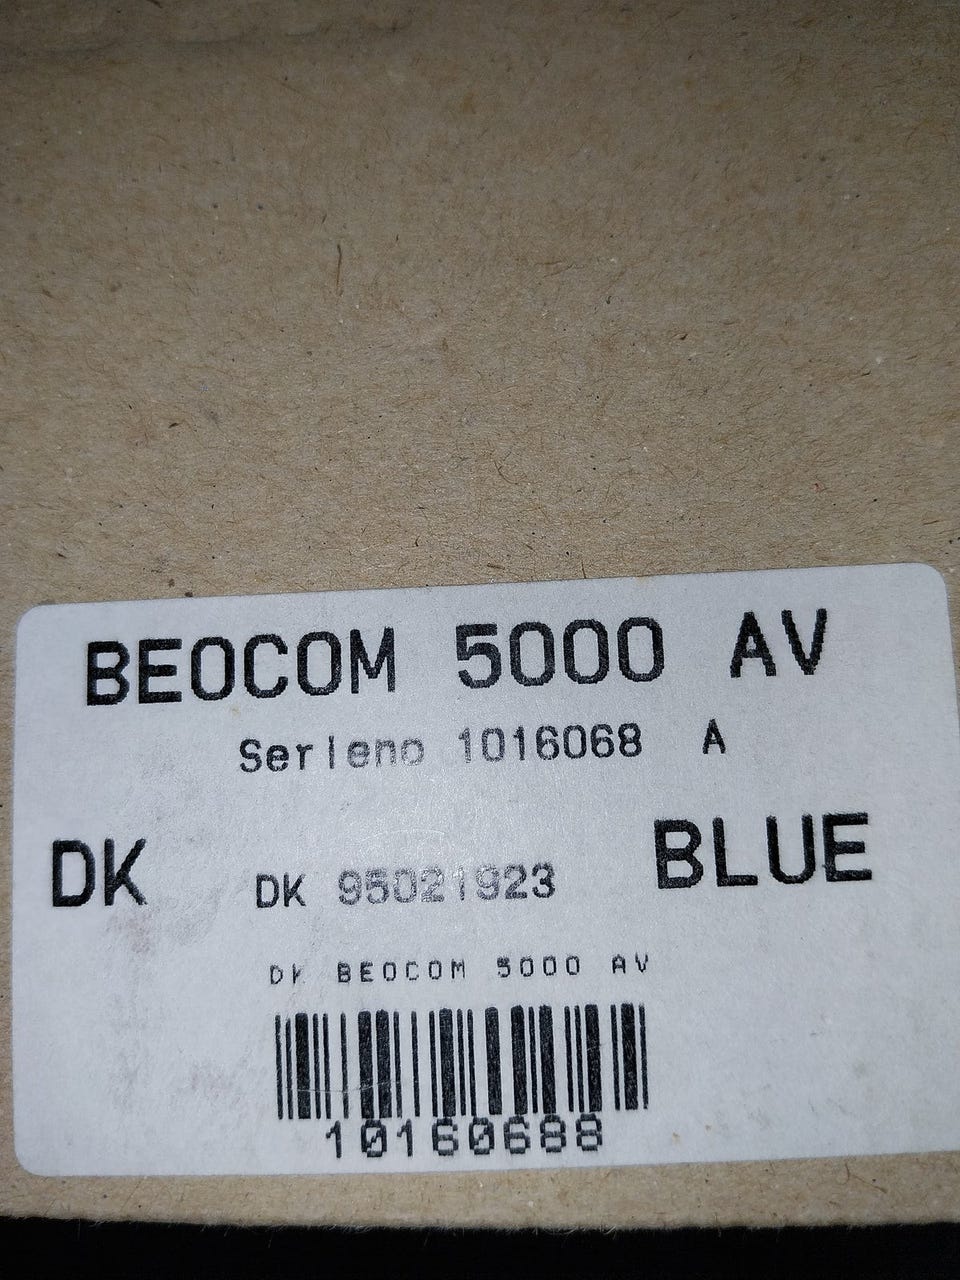 BEOCOM 5000 AV
Serieno 1016068 A
DK DK 95021923 BLUE
DK BEOCOM 5000 AV
10160688